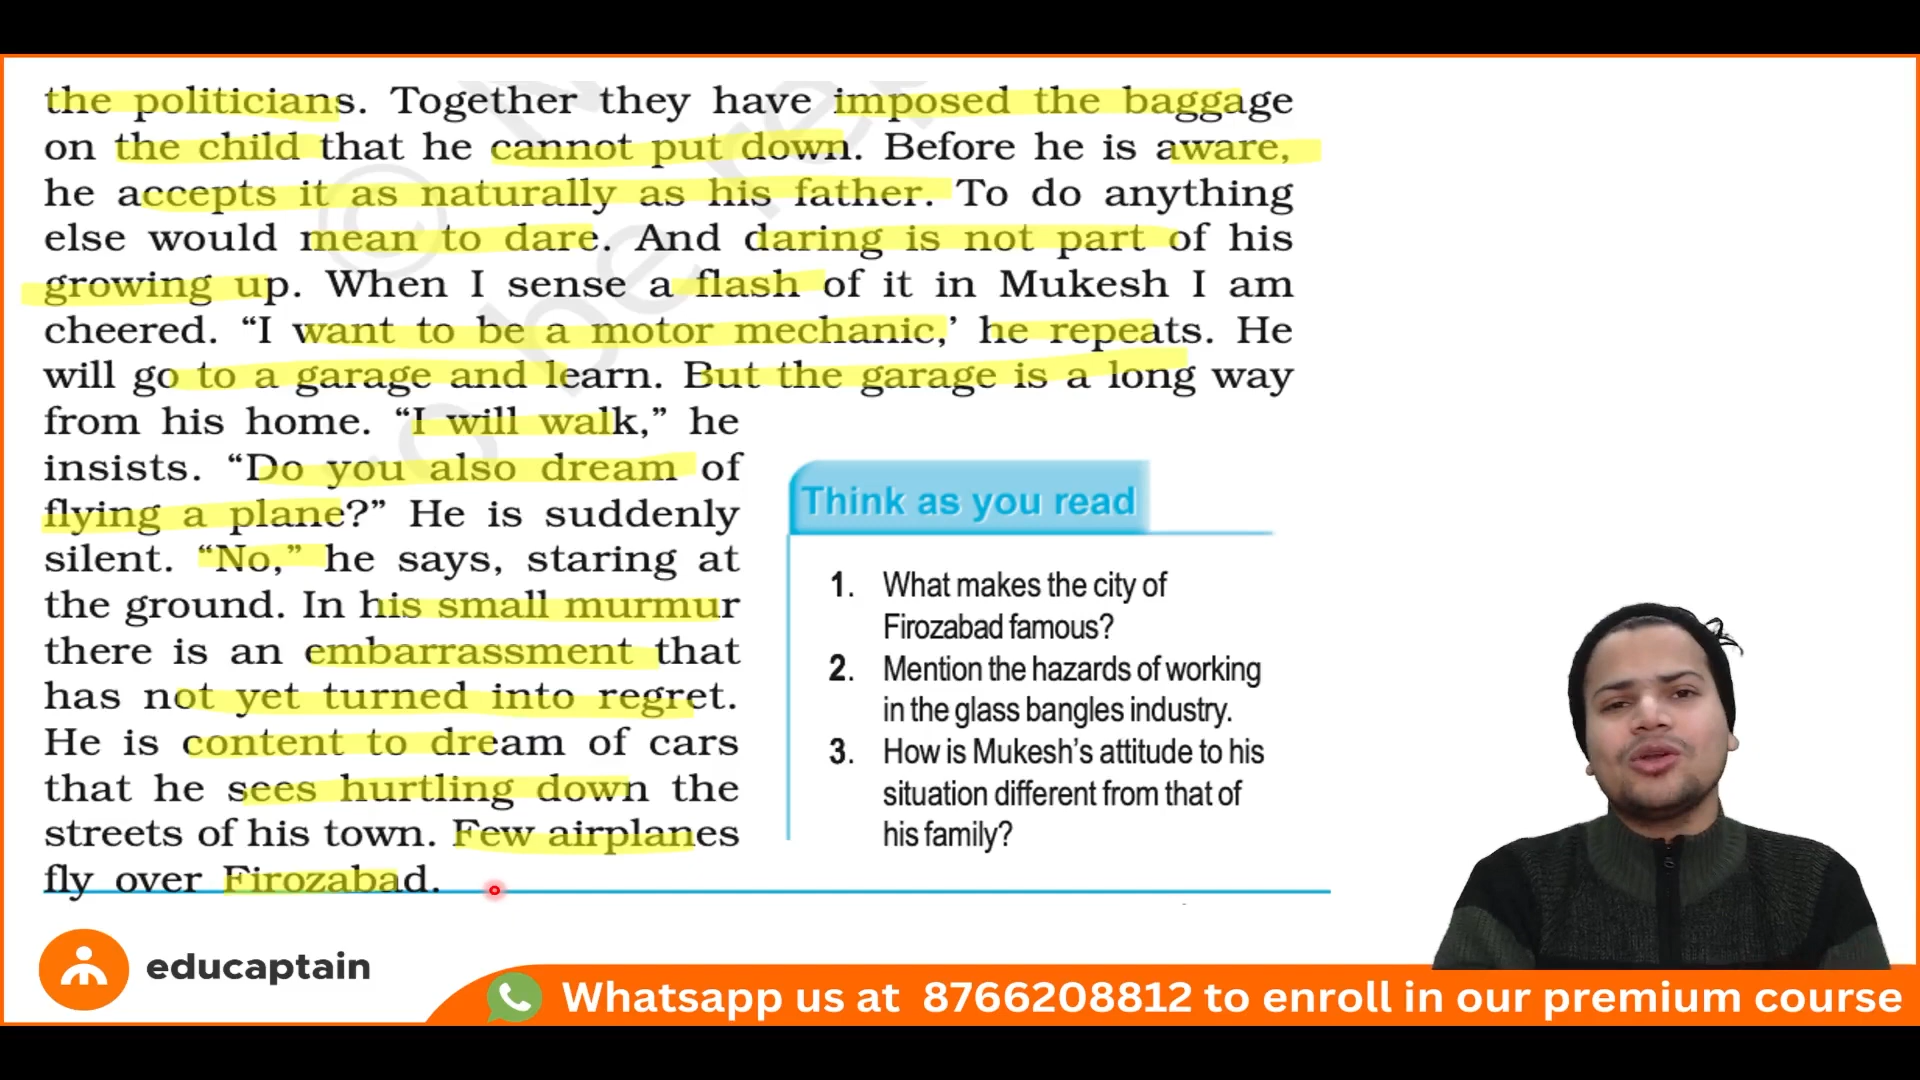 the politicians. Together they have imposed the baggage
on the child that he cannot put down. Before he is aware,
he accepts it as naturally as his father. To do anything
else would mean to dare. And daring is not part of his
growing up. When I sense a flash of it in Mukesh I am
cheered. “I want to be a motor mechanic,’ he repeats. He
will go to a garage and learn. But the garage is a long way
from his home. “I will walk,” he
insists. “Do you also dream of
flying a plane?” He is suddenly
silent. “No,” he says, staring at
the ground. In his small murmur
there is an embarrassment that
has not yet turned into regret.
He is content to dream of cars
that he sees hurtling down the
streets of his town. Few airplanes
fly over Firozabad.
Think as you read
1. What makes the city of
Firozabad famous?
2. Mention the hazards of working
in the glass bangles industry.
3. How is Mukesh’s attitude to his
situation different from that of
his family?
educaptain
Whatsapp us at 8766208812 to enroll in our premium course